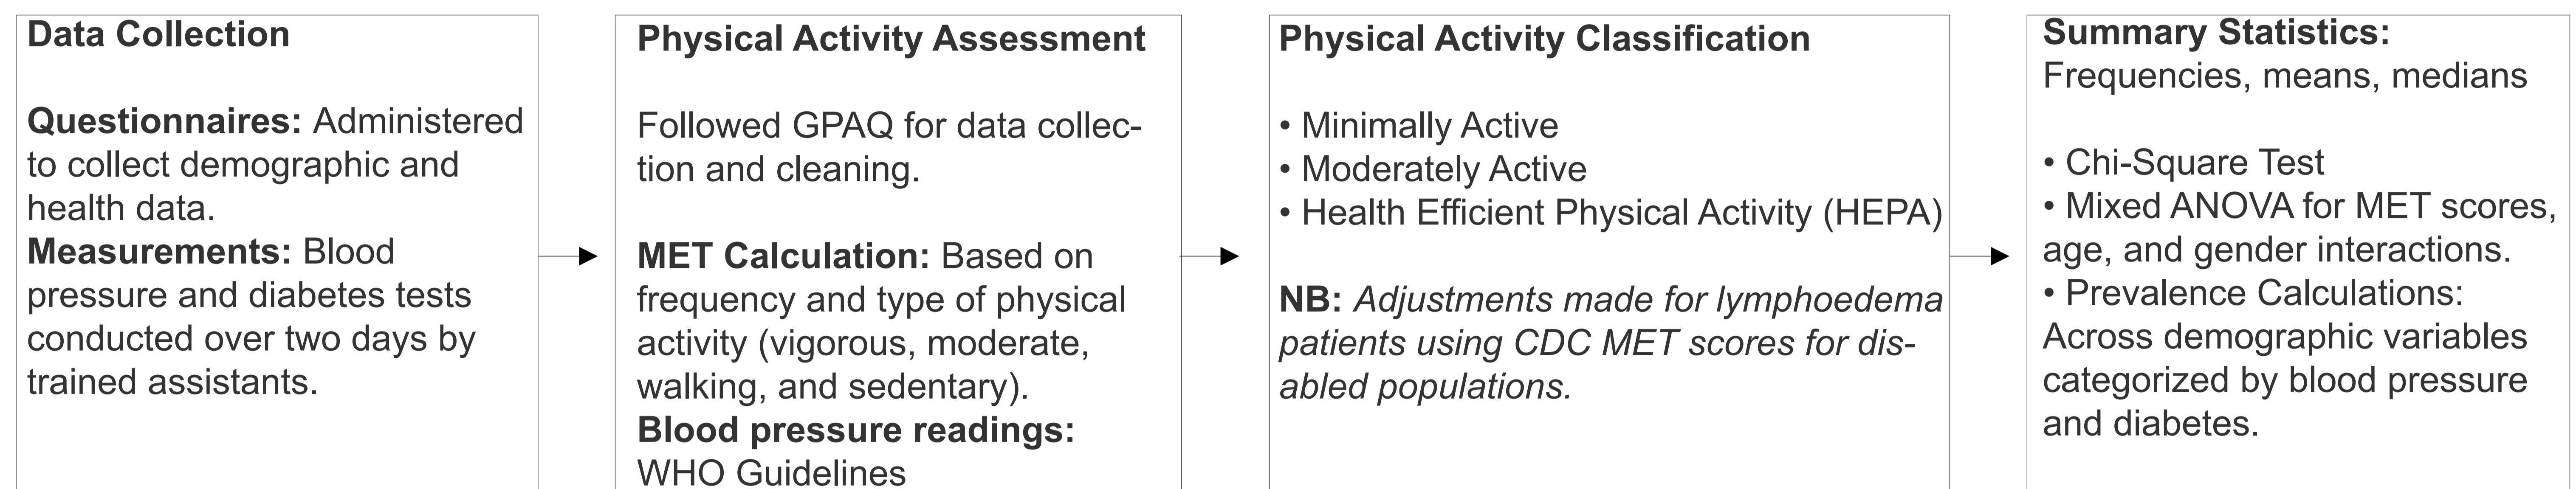 Data Collection
Questionnaires: Administered
to collect demographic and
health data.
Measurements: Blood
pressure and diabetes tests
conducted over two days by
trained assistants.
Physical Activity Assessment
Followed GPAQ for data collec-
tion and cleaning.
MET Calculation: Based on
frequency and type of physical
activity (vigorous, moderate,
walking, and sedentary).
Blood pressure readings:
WHO Guidelines
Physical Activity Classification
• Minimally Active
• Moderately Active
• Health Efficient Physical Activity (HEPA)
NB: Adjustments made for lymphoedema
patients using CDC MET scores for dis-
abled populations.
Summary Statistics:
Frequencies, means, medians
• Chi-Square Test
• Mixed ANOVA for MET scores,
age, and gender interactions.
• Prevalence Calculations:
Across demographic variables
categorized by blood pressure
and diabetes.